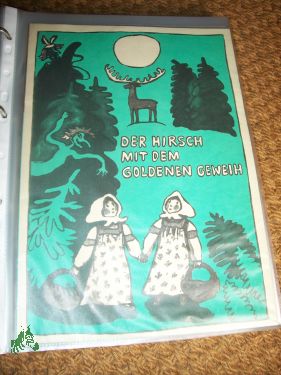 DER HIRSCH
MIT DEM
GOLDENEN GEWEIH